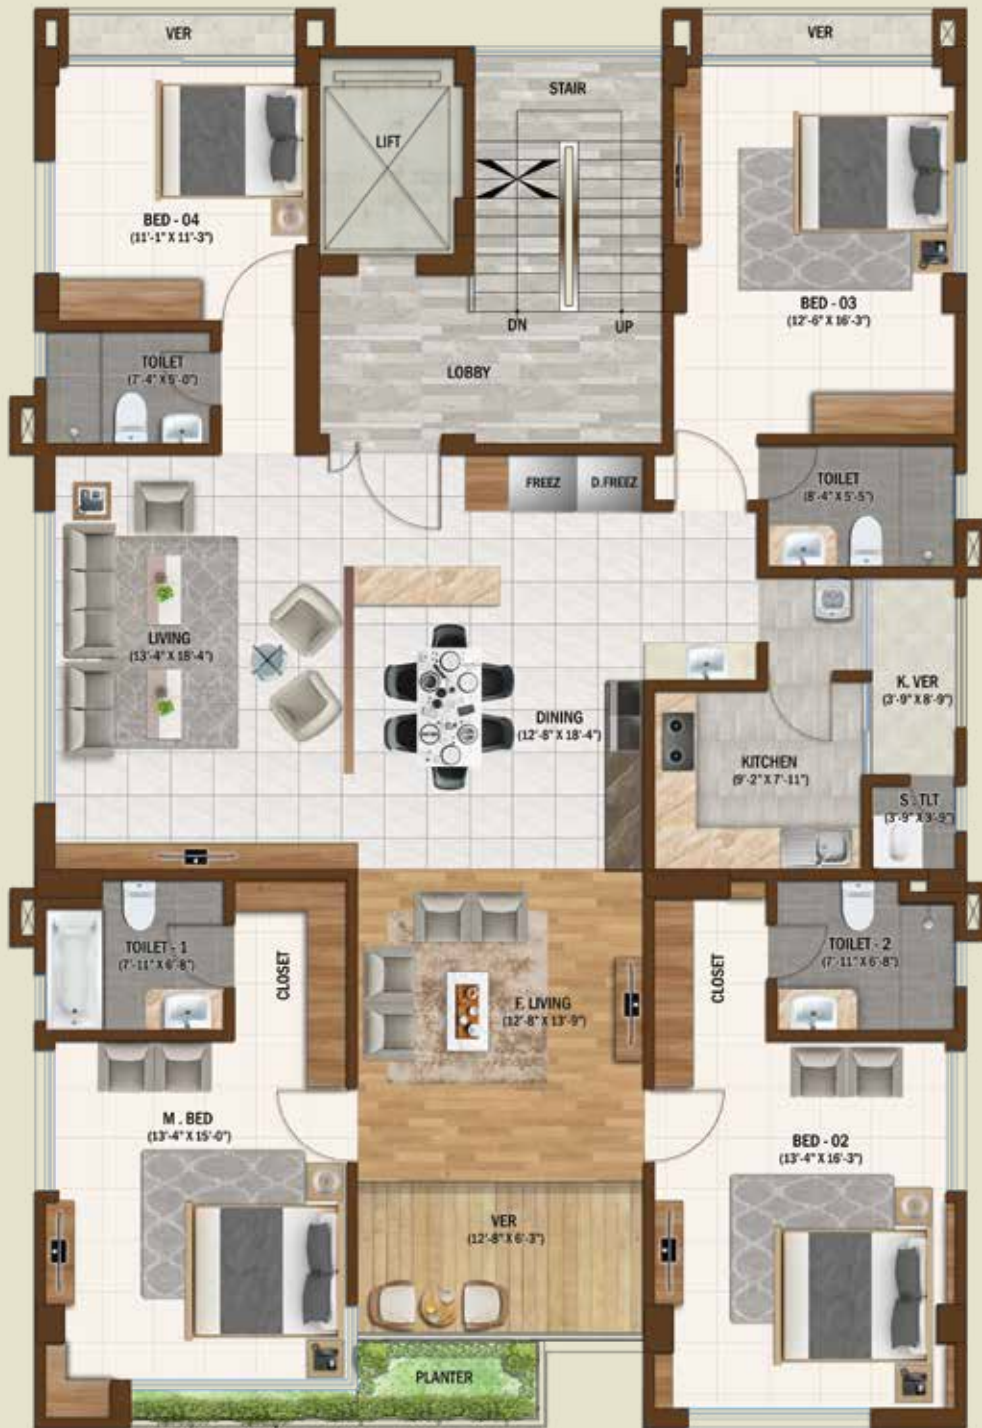 VER
VER
STAIR
LIFT
BED - 04
(11'-1" X 11'-3")
BED - 03
(12'-6" X 16'-3")
DN
UP
TOILET
(7'-4" X 5'-0")
LOBBY
FREEZ
D.FREEZ
TOILET
(8'-4" X 5'-5")
LIVING
(13'-4" X 18'-4")
K. VER
(3'-9" X 8'-9")
DINING
(12'-8" X 18'-4")
KITCHEN
(9'-2" X 7'-11")
S . TLT
(3'-9" X 3'-9")
TOILET - 1
(7'-11" X 6'-8")
CLOSET
F. LIVING
(12'-8" X 13'-9")
CLOSET
TOILET - 2
(7'-11" X 6'-8")
M . BED
(13'-4" X 15'-0")
BED - 02
(13'-4" X 16'-3")
VER
(12'-8" X 6'-3")
PLANTER